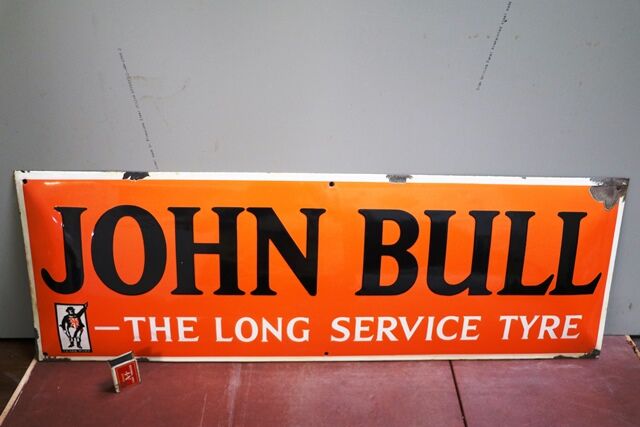 JOHN BULL
—THE LONG SERVICE TYRE